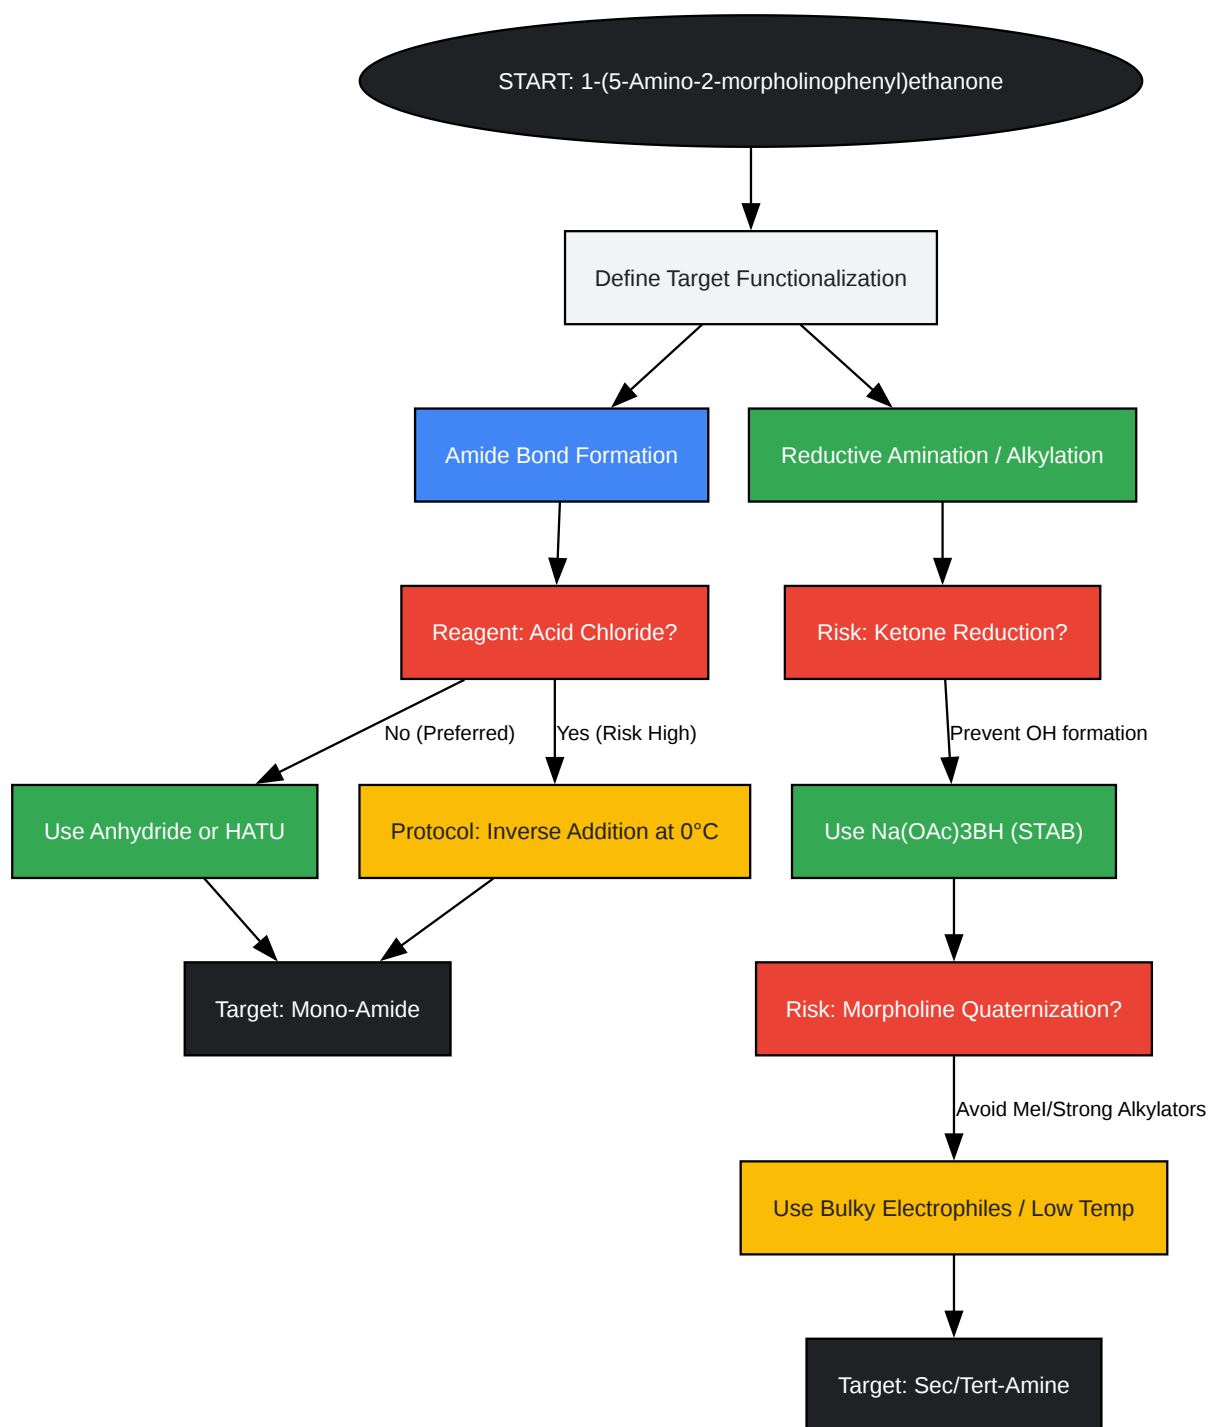 START: 1-(5-Amino-2-morpholinophenyl)ethanone
Define Target Functionalization
Amide Bond Formation
Reductive Amination / Alkylation
Reagent: Acid Chloride?
Risk: Ketone Reduction?
No (Preferred)
Yes (Risk High)
Prevent OH formation
Use Anhydride or HATU
Protocol: Inverse Addition at 0°C
Use Na(OAc)3BH (STAB)
Target: Mono-Amide
Risk: Morpholine Quaternization?
Avoid MeI/Strong Alkylators
Use Bulky Electrophiles / Low Temp
Target: Sec/Tert-Amine